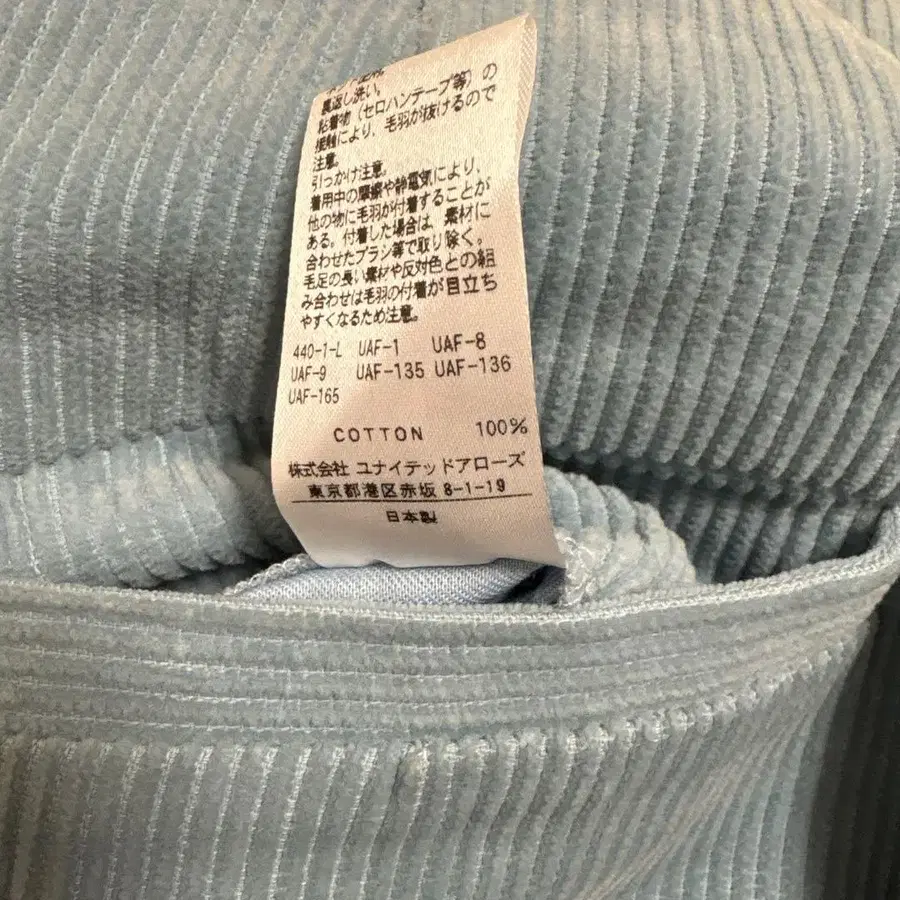 裏返し洗い。
粘着物（セロハンテープ等）の
接触により、毛羽が抜けるので
注意。
引っかけ注意。
着用中の摩擦や静電気により、
他の物に毛羽が付着することが
ある。付着した場合は、素材に
合わせたブラシ等で取り除く。
毛足の長い素材や反対色との組
み合わせは毛羽の付着が目立ち
やすくなるため注意。
440-1-L UAF-1 UAF-8
UAF-9 UAF-135 UAF-136
UAF-165
COTTON 100%
株式会社 ユナイテッドアローズ
東京都港区赤坂 8-1-19
日本製